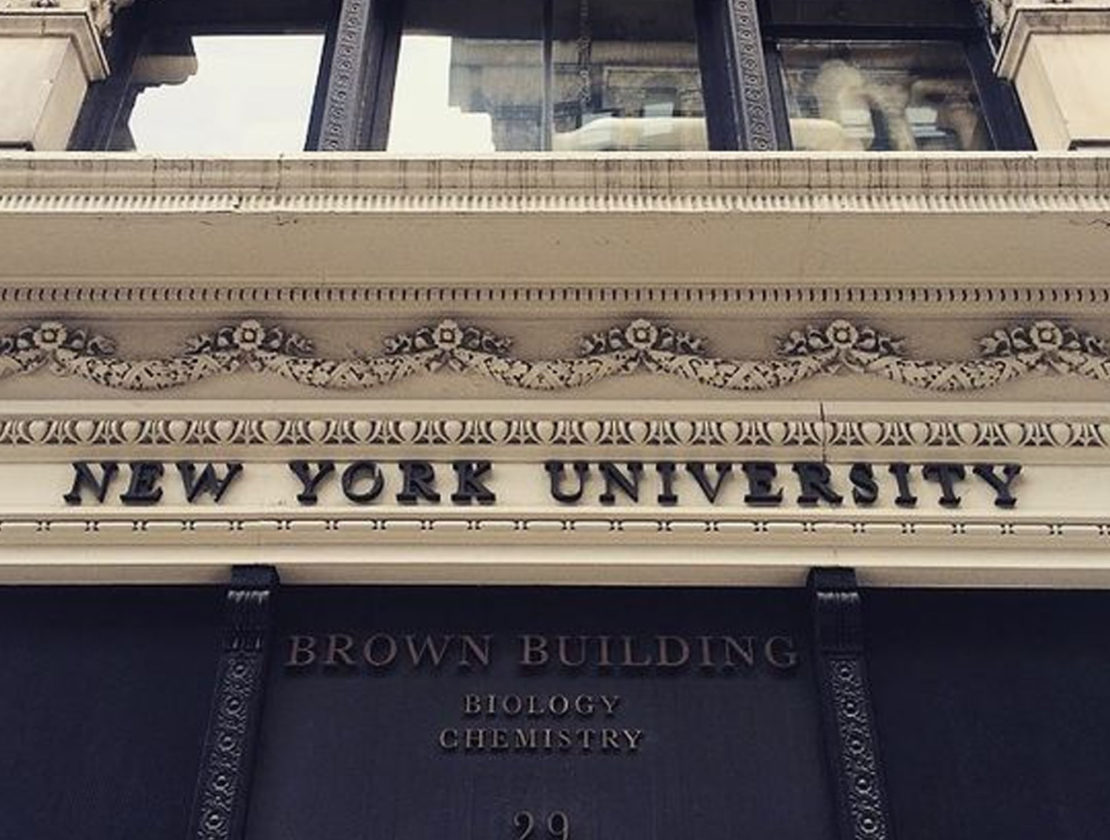 NEW YORK UNIVERSITY
BROWN BUILDING
BIOLOGY
CHEMISTRY
29